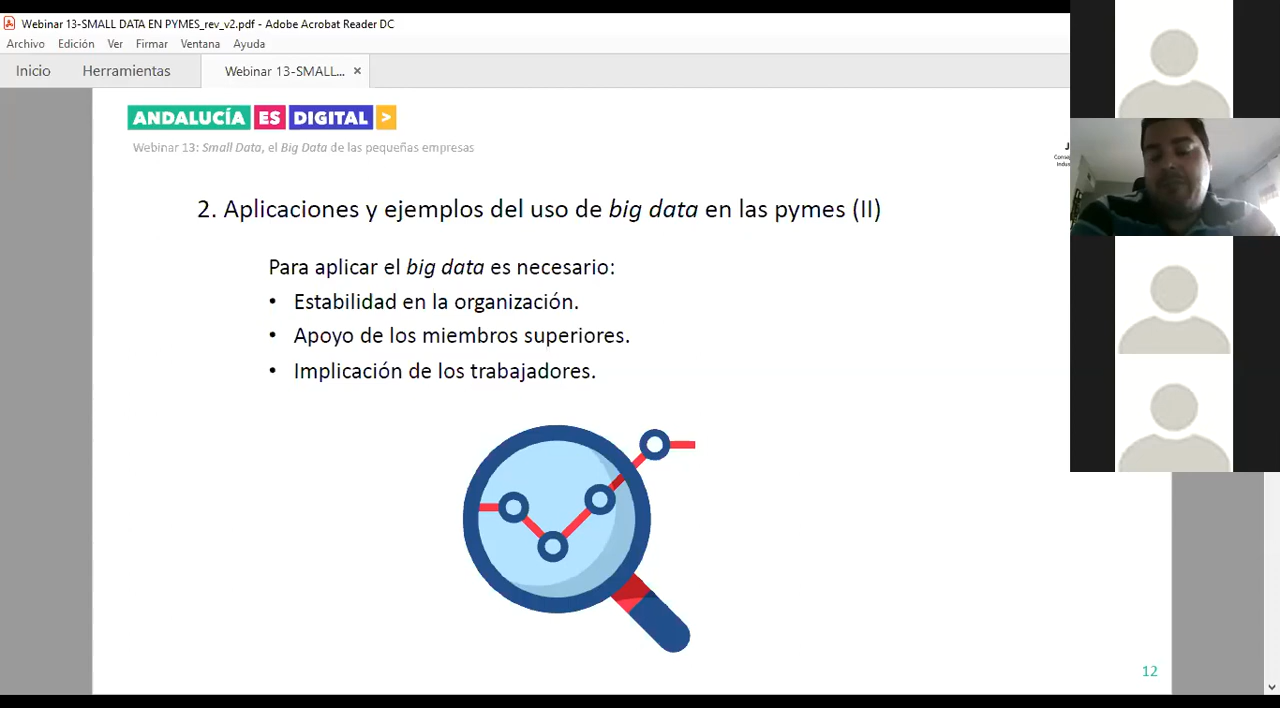 Webinar 13-SMALL DATA EN PYMES_rev_v2.pdf - Adobe Acrobat Reader DC
Archivo Edición Ver Firmar Ventana Ayuda
Inicio Herramientas Webinar 13-SMALL... ×
ANDALUCÍA ES DIGITAL >
Webinar 13: Small Data, el Big Data de las pequeñas empresas
2. Aplicaciones y ejemplos del uso de big data en las pymes (II)
Para aplicar el big data es necesario:
• Estabilidad en la organización.
• Apoyo de los miembros superiores.
• Implicación de los trabajadores.
12